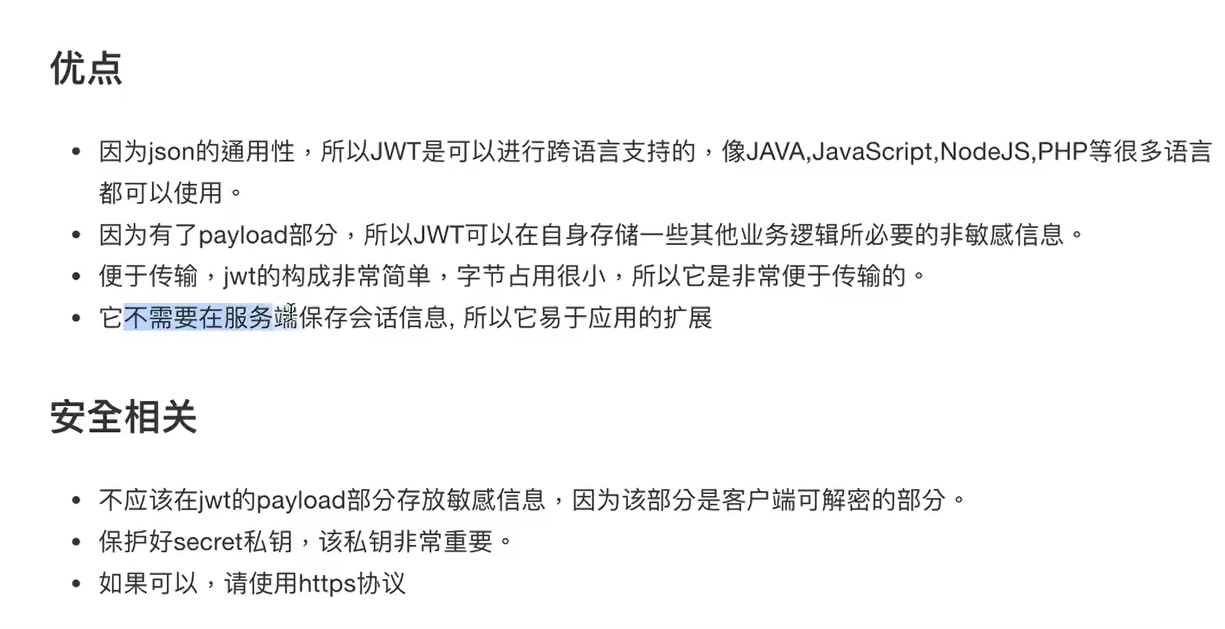 优点
因为json的通用性，所以JWT是可以进行跨语言支持的，像JAVA,JavaScript,NodeJS,PHP等很多语言
都可以使用。
因为有了payload部分，所以JWT可以在自身存储一些其他业务逻辑所必要的非敏感信息。
便于传输，jwt的构成非常简单，字节占用很小，所以它是非常便于传输的。
它不需要在服务端保存会话信息, 所以它易于应用的扩展
安全相关
不应该在jwt的payload部分存放敏感信息，因为该部分是客户端可解密的部分。
保护好secret私钥，该私钥非常重要。
如果可以，请使用https协议